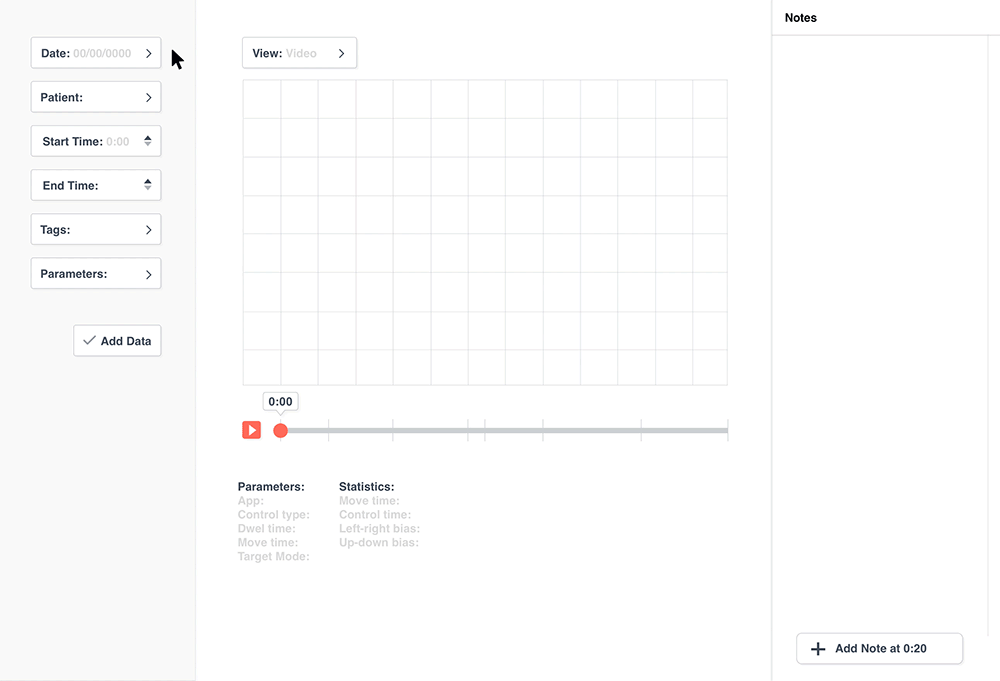 Date: 00/00/0000
Patient:
Start Time: 0:00
End Time:
Tags:
Parameters:
Add Data
View: Video
0:00
Parameters:
App:
Control type:
Dwel time:
Move time:
Target Mode:
Statistics:
Move time:
Control time:
Left-right bias:
Up-down bias:
Notes
Add Note at 0:20